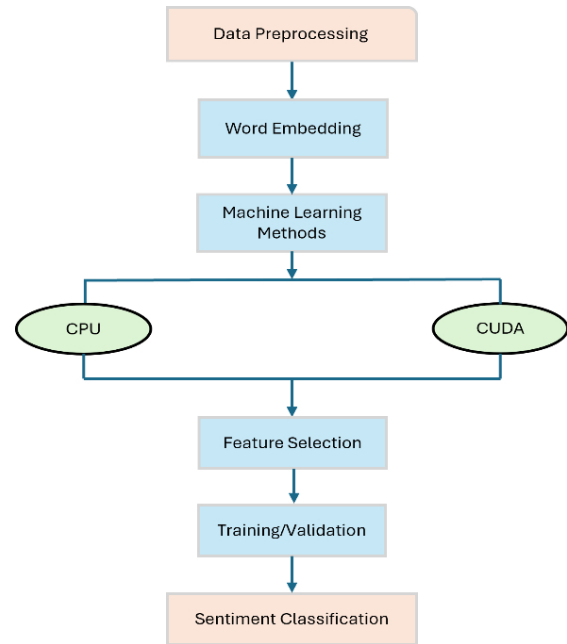 Data Preprocessing
Word Embedding
Machine Learning
Methods
CPU
CUDA
Feature Selection
Training/Validation
Sentiment Classification